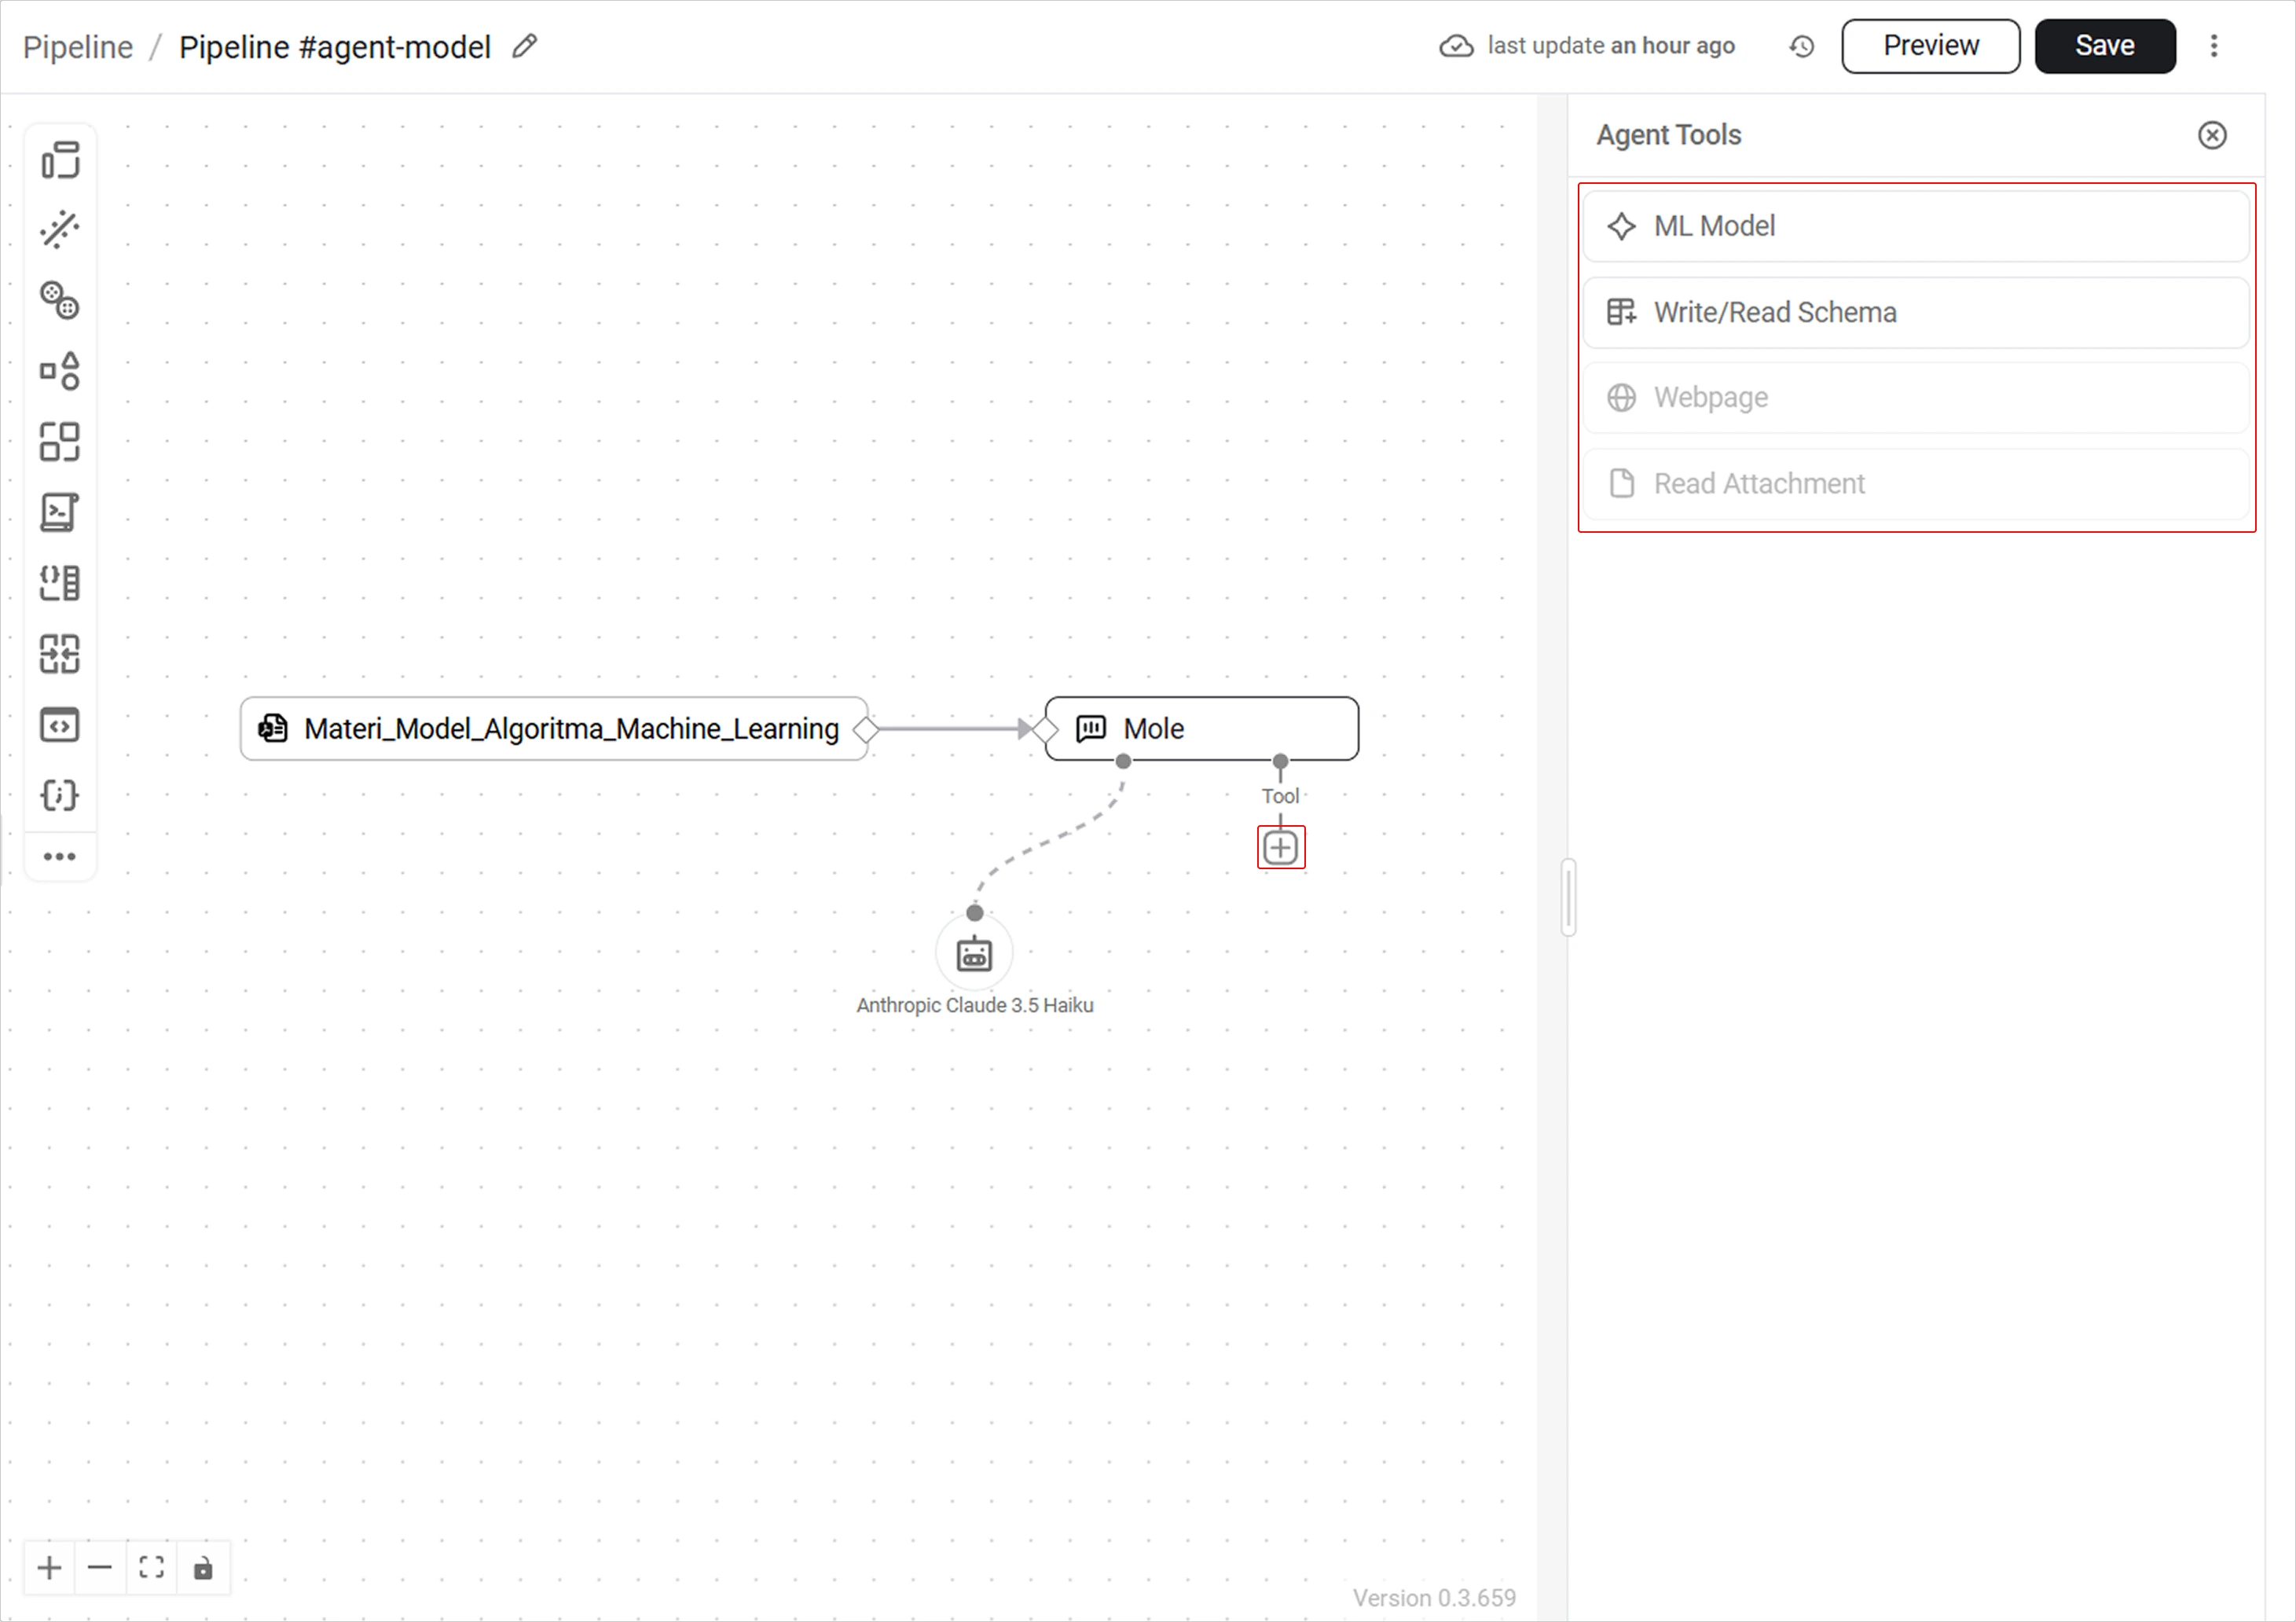 Pipeline / Pipeline #agent-model
last update an hour ago
Preview
Save
Agent Tools
ML Model
Write/Read Schema
Webpage
Read Attachment
Materi_Model_Algoritma_Machine_Learning
Mole
Tool
Anthropic Claude 3.5 Haiku
Version 0.3.659